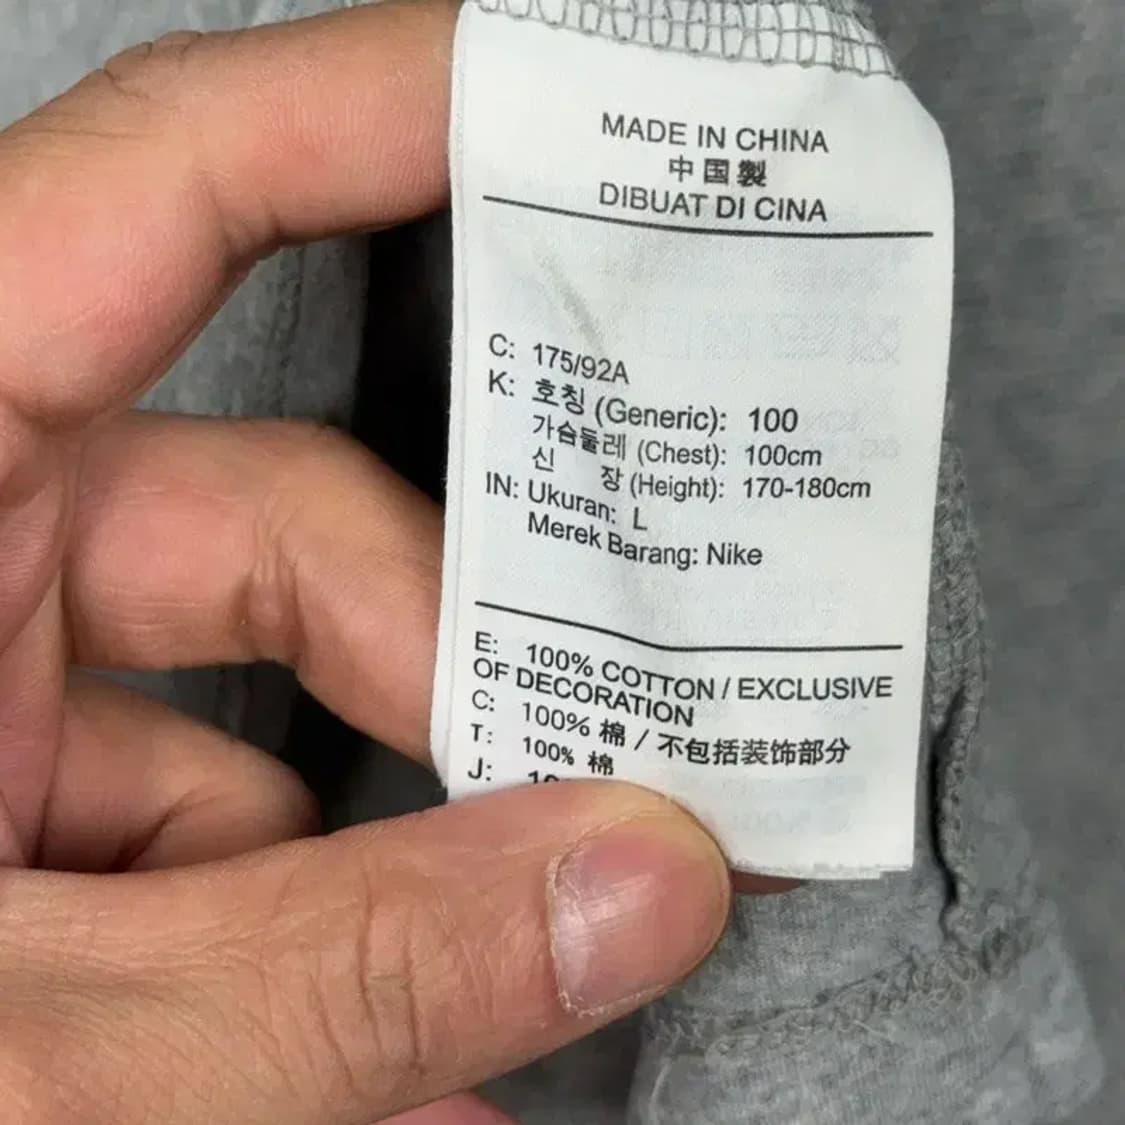 MADE IN CHINA
中国製
DIBUAT DI CINA
C: 175/92A
K: 호칭 (Generic): 100
가슴둘레 (Chest): 100cm
신 장 (Height): 170-180cm
IN: Ukuran: L
Merek Barang: Nike
E: 100% COTTON / EXCLUSIVE
OF DECORATION
C: 100% 棉 / 不包括装饰部分
T: 100% 棉
J: